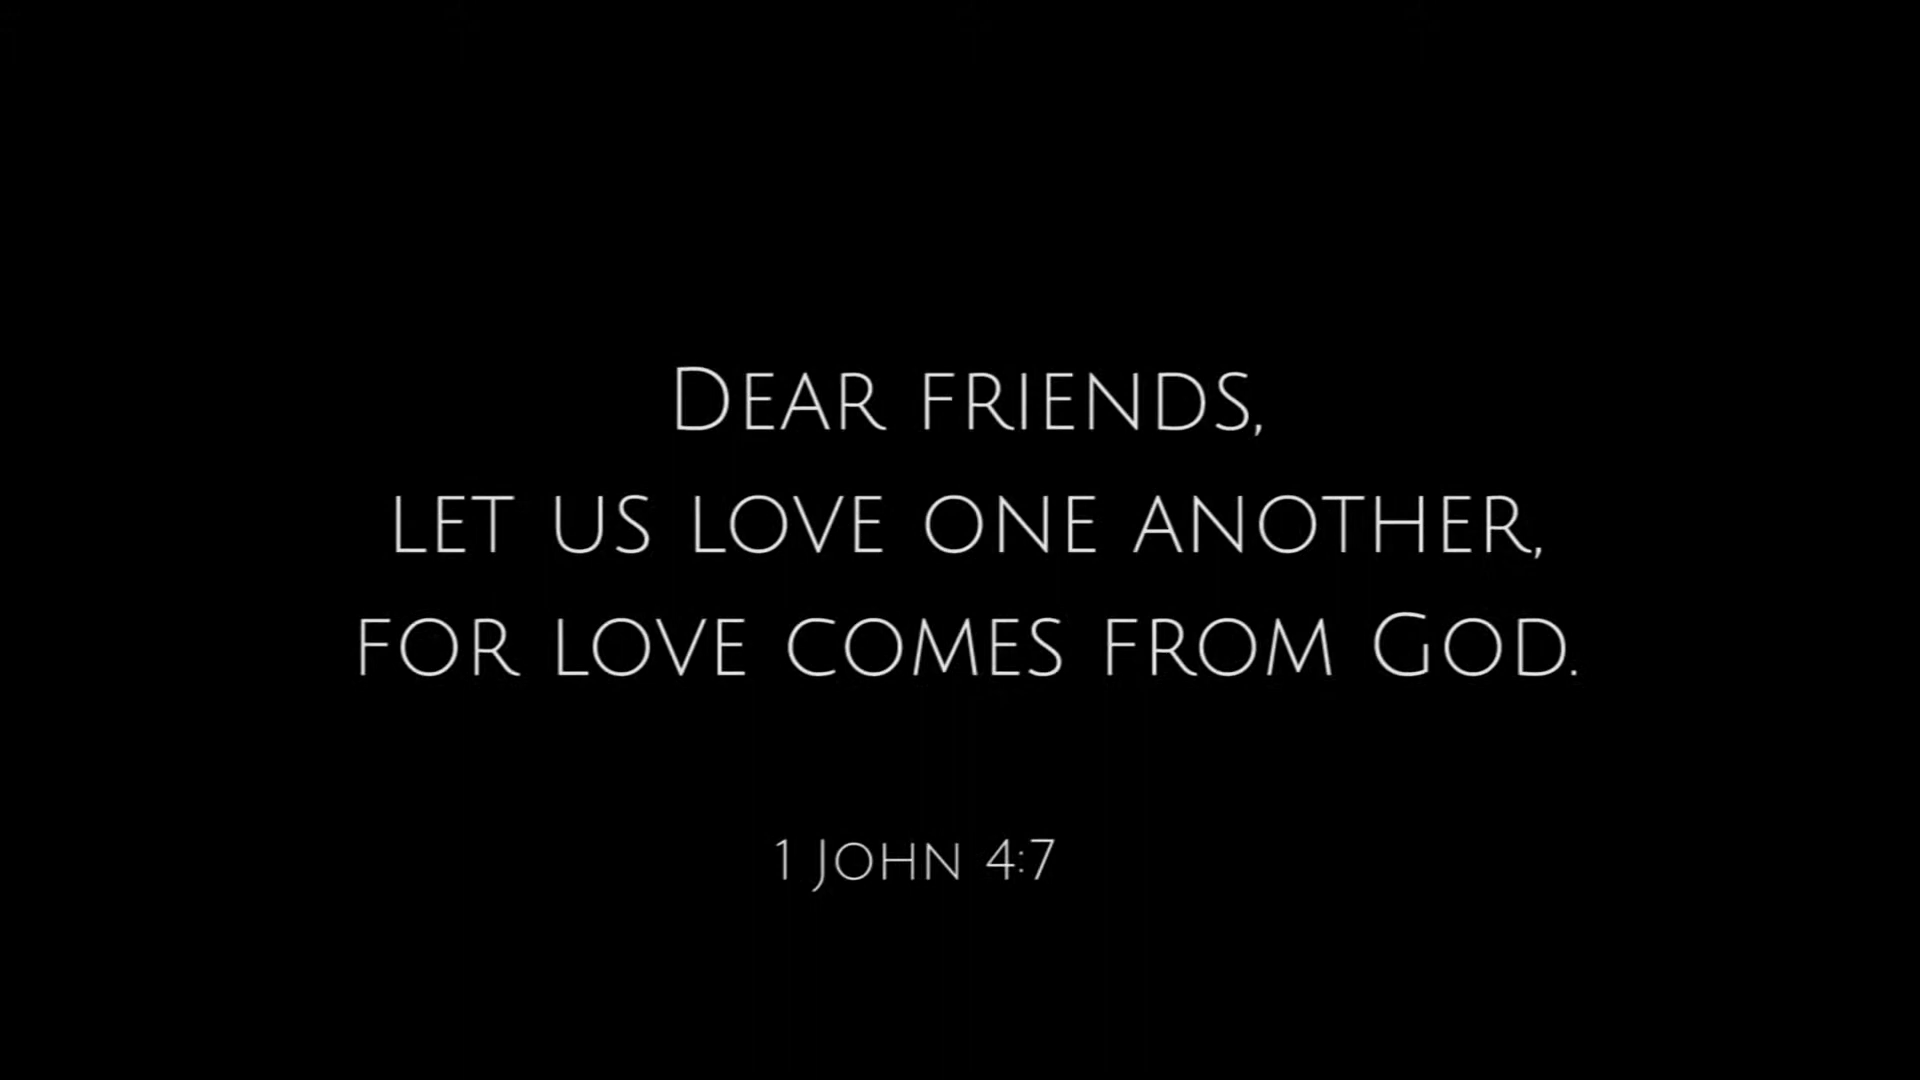 Dear friends,
let us love one another,
for love comes from God.
1 John 4:7